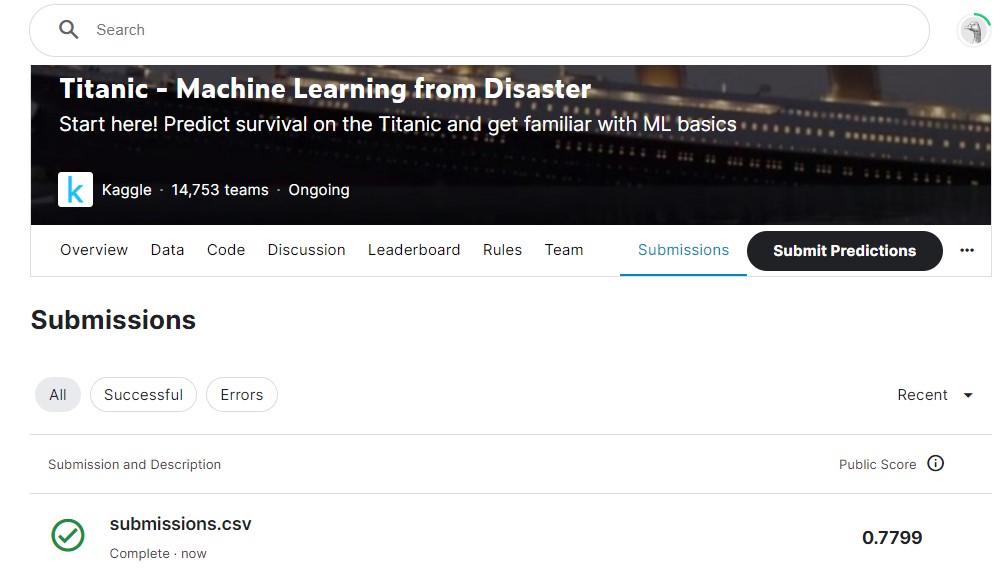 Search
Titanic - Machine Learning from Disaster
Start here! Predict survival on the Titanic and get familiar with ML basics
k Kaggle · 14,753 teams · Ongoing
Overview Data Code Discussion Leaderboard Rules Team Submissions Submit Predictions ...
Submissions
All Successful Errors Recent
Submission and Description Public Score
submissions.csv
Complete · now
0.7799